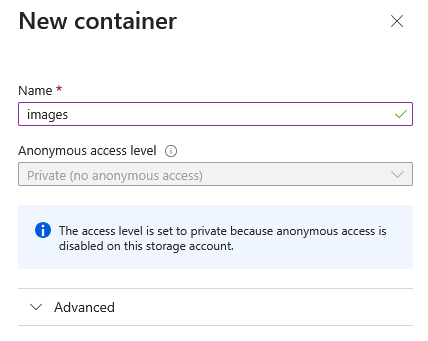 New container
Name *
images
Anonymous access level
Private (no anonymous access)
The access level is set to private because anonymous access is
disabled on this storage account.
Advanced